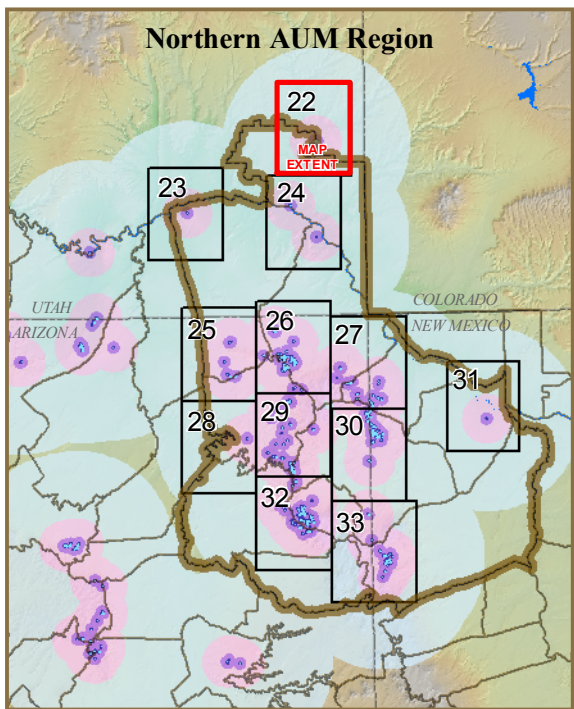 Northern AUM Region
22
MAP
EXTENT
23
24
UTAH
ARIZONA
COLORADO
NEW MEXICO
25
26
27
31
28
29
30
32
33